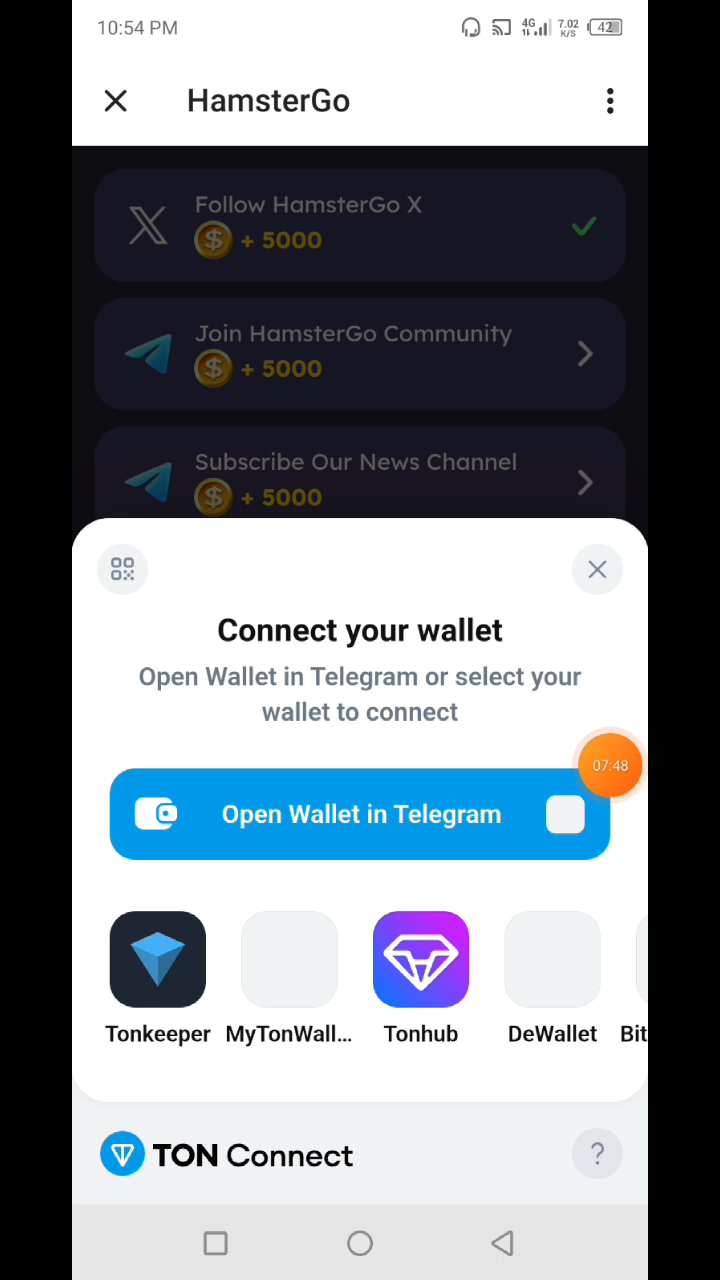 10:54 PM 4G 7.02 K/S 42
HamsterGo
Follow HamsterGo X
+ 5000
Join HamsterGo Community
+ 5000
Subscribe Our News Channel
+ 5000
Connect your wallet
Open Wallet in Telegram or select your
wallet to connect
07:48
Open Wallet in Telegram
Tonkeeper MyTonWall... Tonhub DeWallet Bit
TON Connect ?